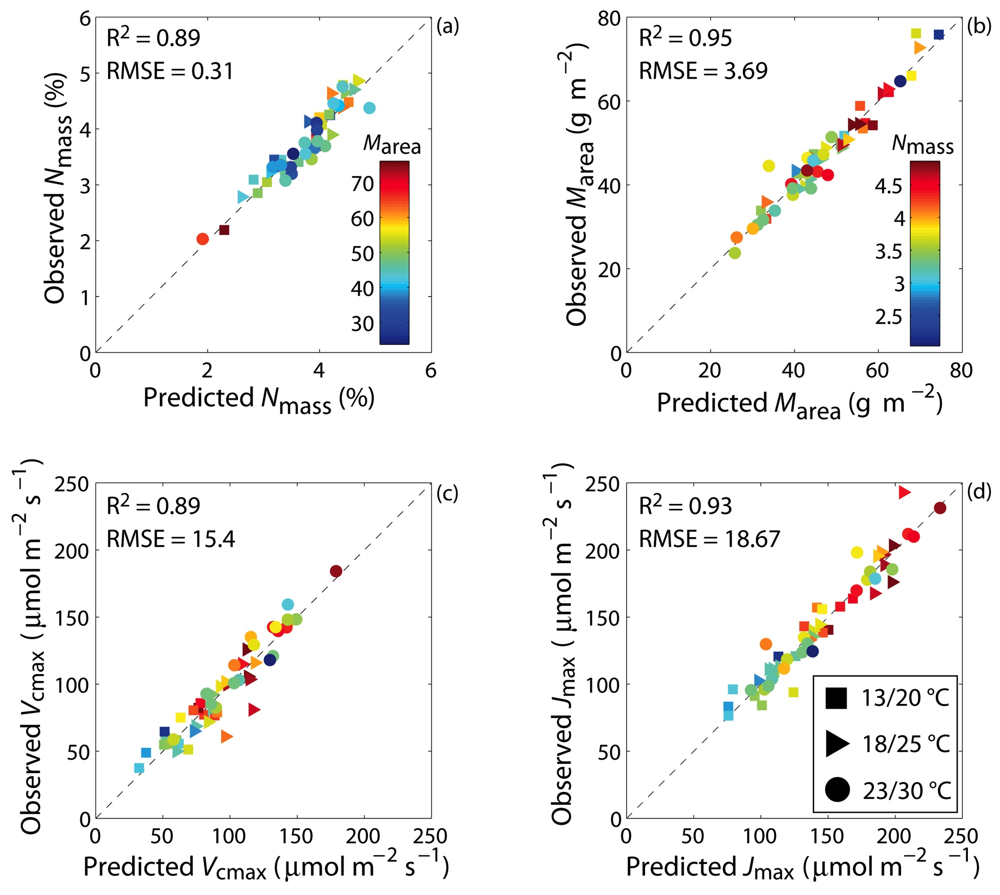 (a)
R² = 0.89
RMSE = 0.31
Observed Nmass (%)
6
5
4
3
2
1
0
Marea
70
60
50
40
30
0 2 4 6
Predicted Nmass (%)
(b)
R² = 0.95
RMSE = 3.69
Observed Marea (g m⁻²)
80
60
40
20
0
Nmass
4.5
4
3.5
3
2.5
0 20 40 60 80
Predicted Marea (g m⁻²)
(c)
R² = 0.89
RMSE = 15.4
Observed Vcmax (µmol m⁻² s⁻¹)
250
200
150
100
50
0
0 50 100 150 200 250
Predicted Vcmax (µmol m⁻² s⁻¹)
(d)
R² = 0.93
RMSE = 18.67
Observed Jmax ( µmol m⁻² s⁻¹)
250
200
150
100
50
0
13/20 °C
18/25 °C
23/30 °C
0 50 100 150 200 250
Predicted Jmax (µmol m⁻² s⁻¹)